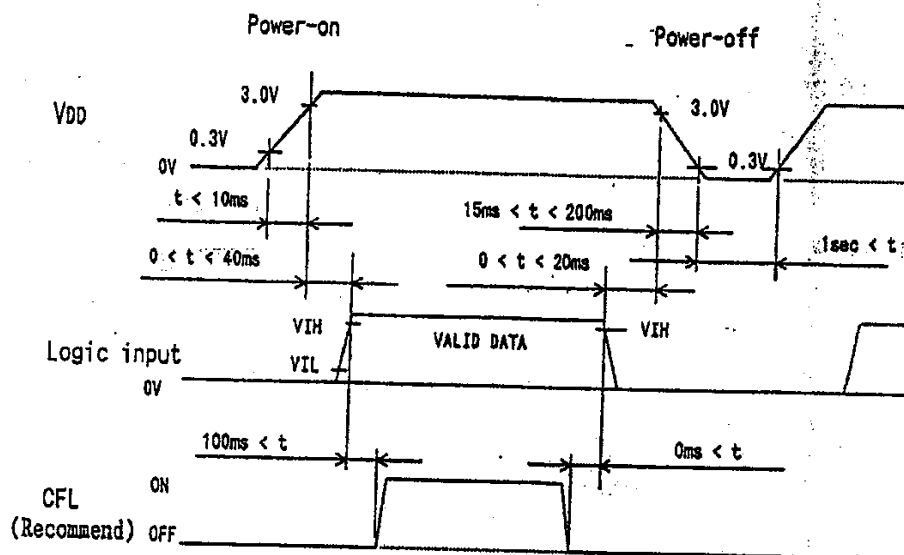 Power-on
Power-off
VDD
3.0V
3.0V
0.3V
0.3V
0V
t < 10ms
15ms < t < 200ms
1sec < t
0 < t < 40ms
0 < t < 20ms
VIH
VALID DATA
VIH
Logic input
VIL
0V
100ms < t
0ms < t
CFL
ON
(Recommend)
OFF